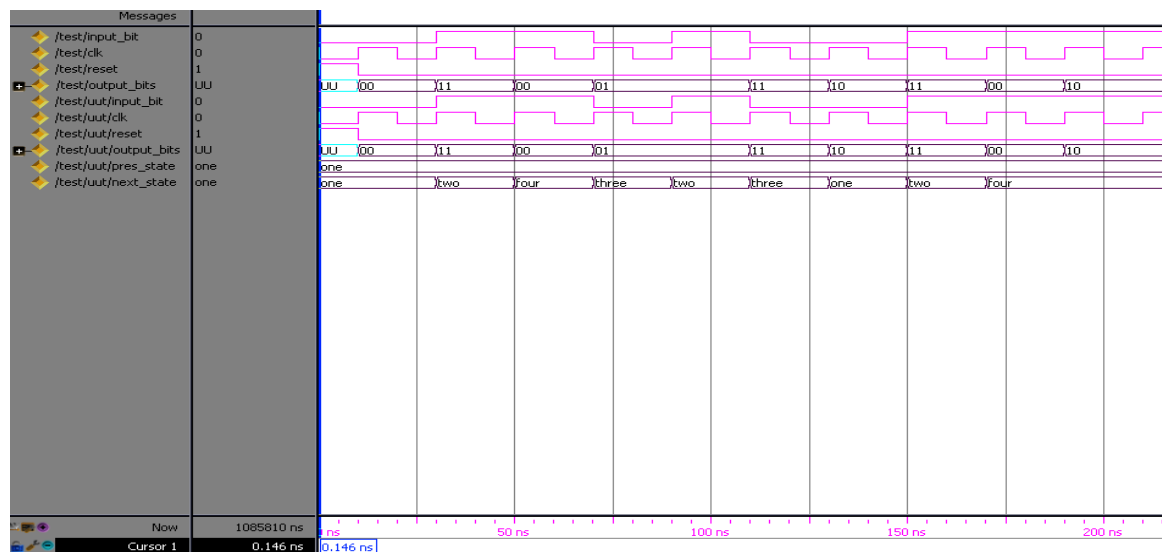 Messages
/test/input_bit 0
/test/clk 0
/test/reset 1
/test/output_bits UU UU 00 11 00 01 11 10 11 00 10
/test/uut/input_bit 0
/test/uut/clk 0
/test/uut/reset 1
/test/uut/output_bits UU UU 00 11 00 01 11 10 11 00 10
/test/uut/pres_state one one
/test/uut/next_state one one two four three two three one two four
Now 1085810 ns ns 50 ns 100 ns 150 ns 200 ns
Cursor 1 0.146 ns 0.146 ns